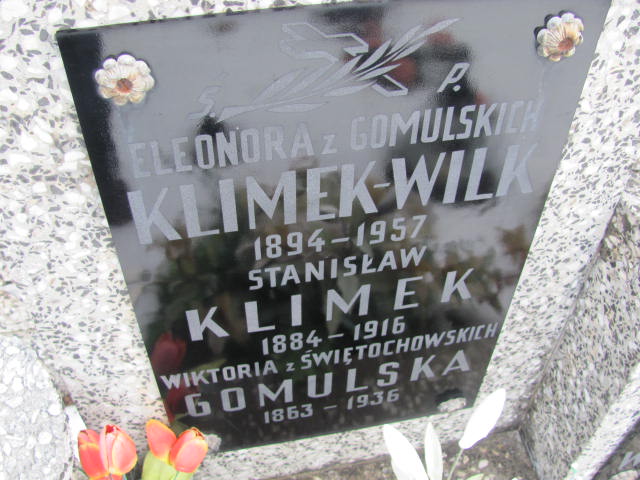 Ś. P.
ELEONORA z GOMULSKICH
KLIMEK-WILK
1894-1957
STANISŁAW
KLIMEK
1884-1916
WIKTORIA z ŚWIĘTOCHOWSKICH
GOMULSKA
1863-1936